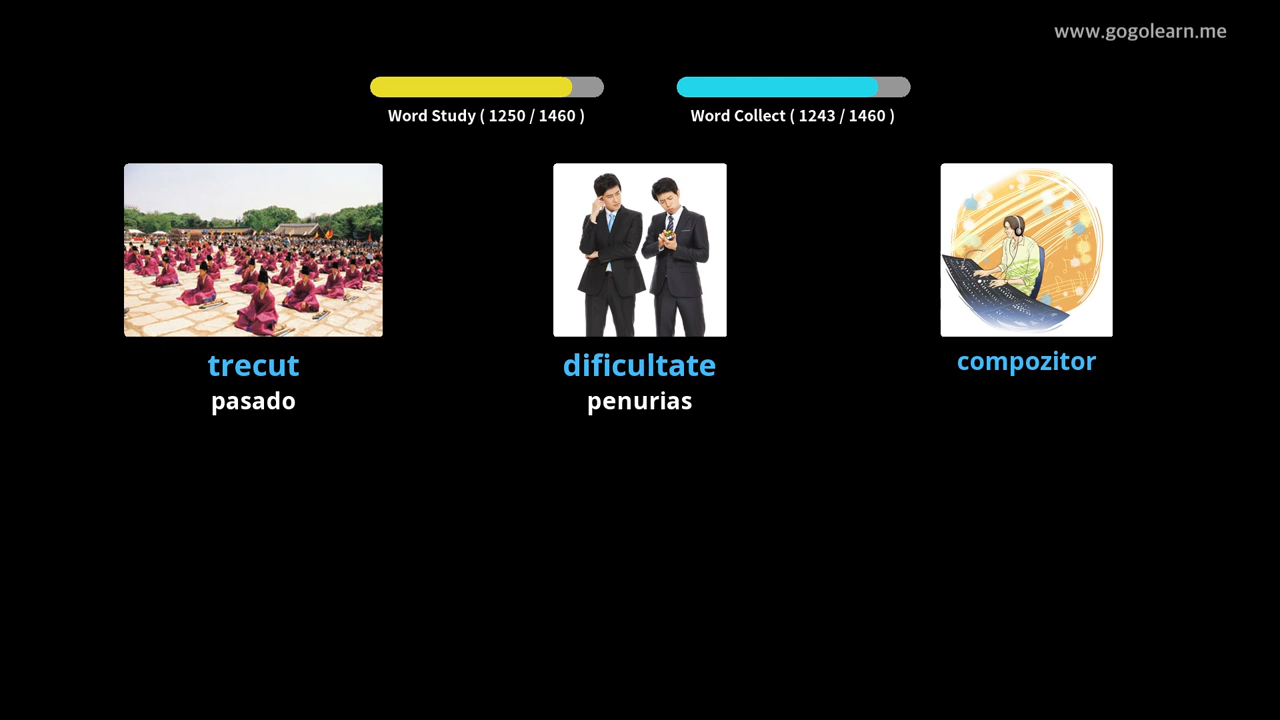 www.gogolearn.me
Word Study ( 1250 / 1460 )
Word Collect ( 1243 / 1460 )
trecut
dificultate
compozitor
pasado
penurias